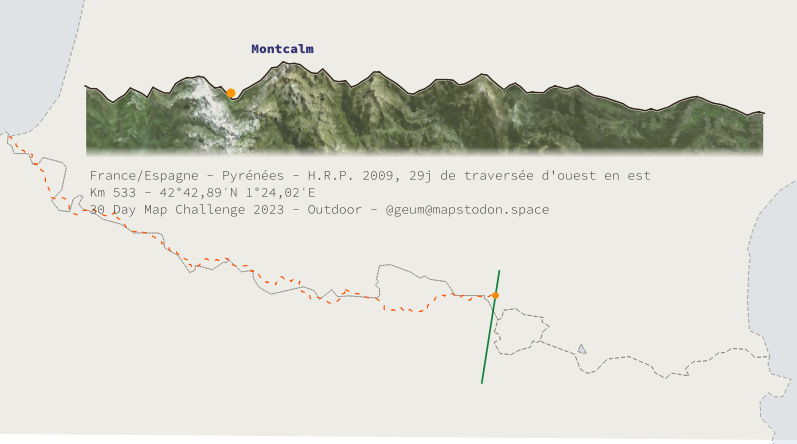 Montcalm
France/Espagne - Pyrénées - H.R.P. 2009, 29j de traversée d'ouest en est
Km 533 - 42°42,89′N 1°24,02′E
30 Day Map Challenge 2023 - Outdoor - @geum@mapstodon.space